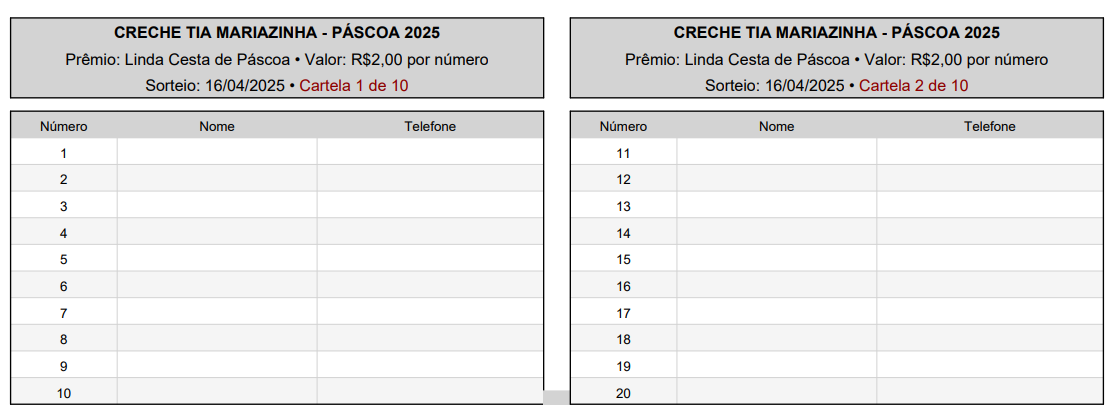 CRECHE TIA MARIAZINHA - PÁSCOA 2025
Prêmio: Linda Cesta de Páscoa • Valor: R$2,00 por número
Sorteio: 16/04/2025 • Cartela 1 de 10
Número Nome Telefone
1
2
3
4
5
6
7
8
9
10
CRECHE TIA MARIAZINHA - PÁSCOA 2025
Prêmio: Linda Cesta de Páscoa • Valor: R$2,00 por número
Sorteio: 16/04/2025 • Cartela 2 de 10
Número Nome Telefone
11
12
13
14
15
16
17
18
19
20